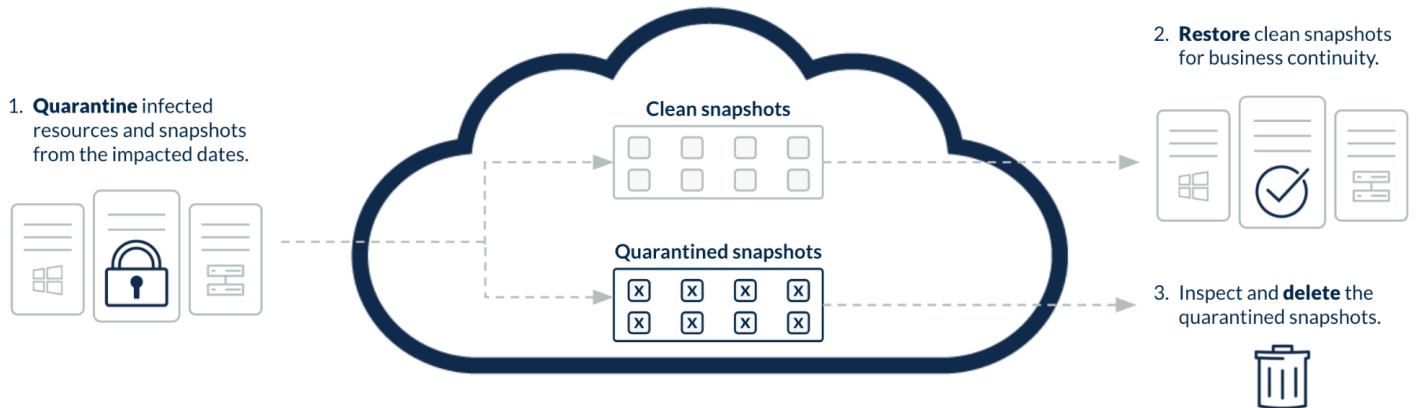 1. Quarantine infected
resources and snapshots
from the impacted dates.
Clean snapshots
Quarantined snapshots
X X X X
X X X X
2. Restore clean snapshots
for business continuity.
3. Inspect and delete the
quarantined snapshots.